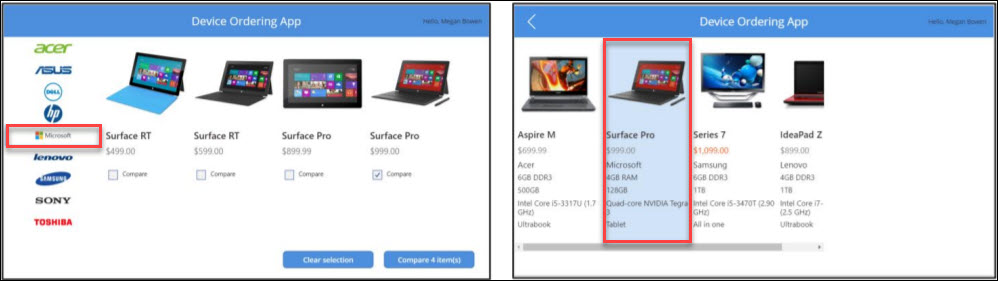 Device Ordering App
Hello, Megan Bowen
acer
ASUS
DELL
hp
Microsoft
lenovo
SAMSUNG
SONY
TOSHIBA
Surface RT
$499.00
Compare
Surface RT
$599.00
Compare
Surface Pro
$899.99
Compare
Surface Pro
$999.00
Compare
Clear selection
Compare 4 item(s)
Device Ordering App
Hello, Megan Bowen
Aspire M
$699.99
Acer
6GB DDR3
500GB
Intel Core i5-3317U (1.7
GHz)
Ultrabook
Surface Pro
$999.00
Microsoft
4GB RAM
128GB
Quad-core NVIDIA Tegra
3
Tablet
Series 7
$1,099.00
Samsung
6GB DDR3
1TB
Intel Core i5-3470T (2.90
GHz)
All in one
IdeaPad Z
$899.00
Lenovo
4GB DDR3
1TB
Intel Core i7-
(2.5 GHz)
Ultrabook